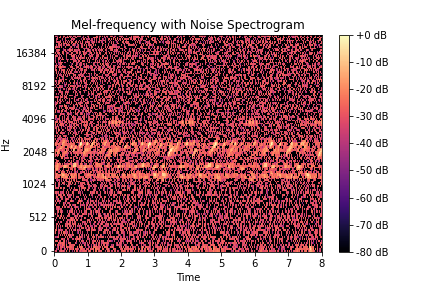 Mel-frequency with Noise Spectrogram
+0 dB
16384
-10 dB
8192
-20 dB
4096
-30 dB
Hz
2048
-40 dB
1024
-50 dB
-60 dB
512
-70 dB
0
-80 dB
0 1 2 3 4 5 6 7 8
Time